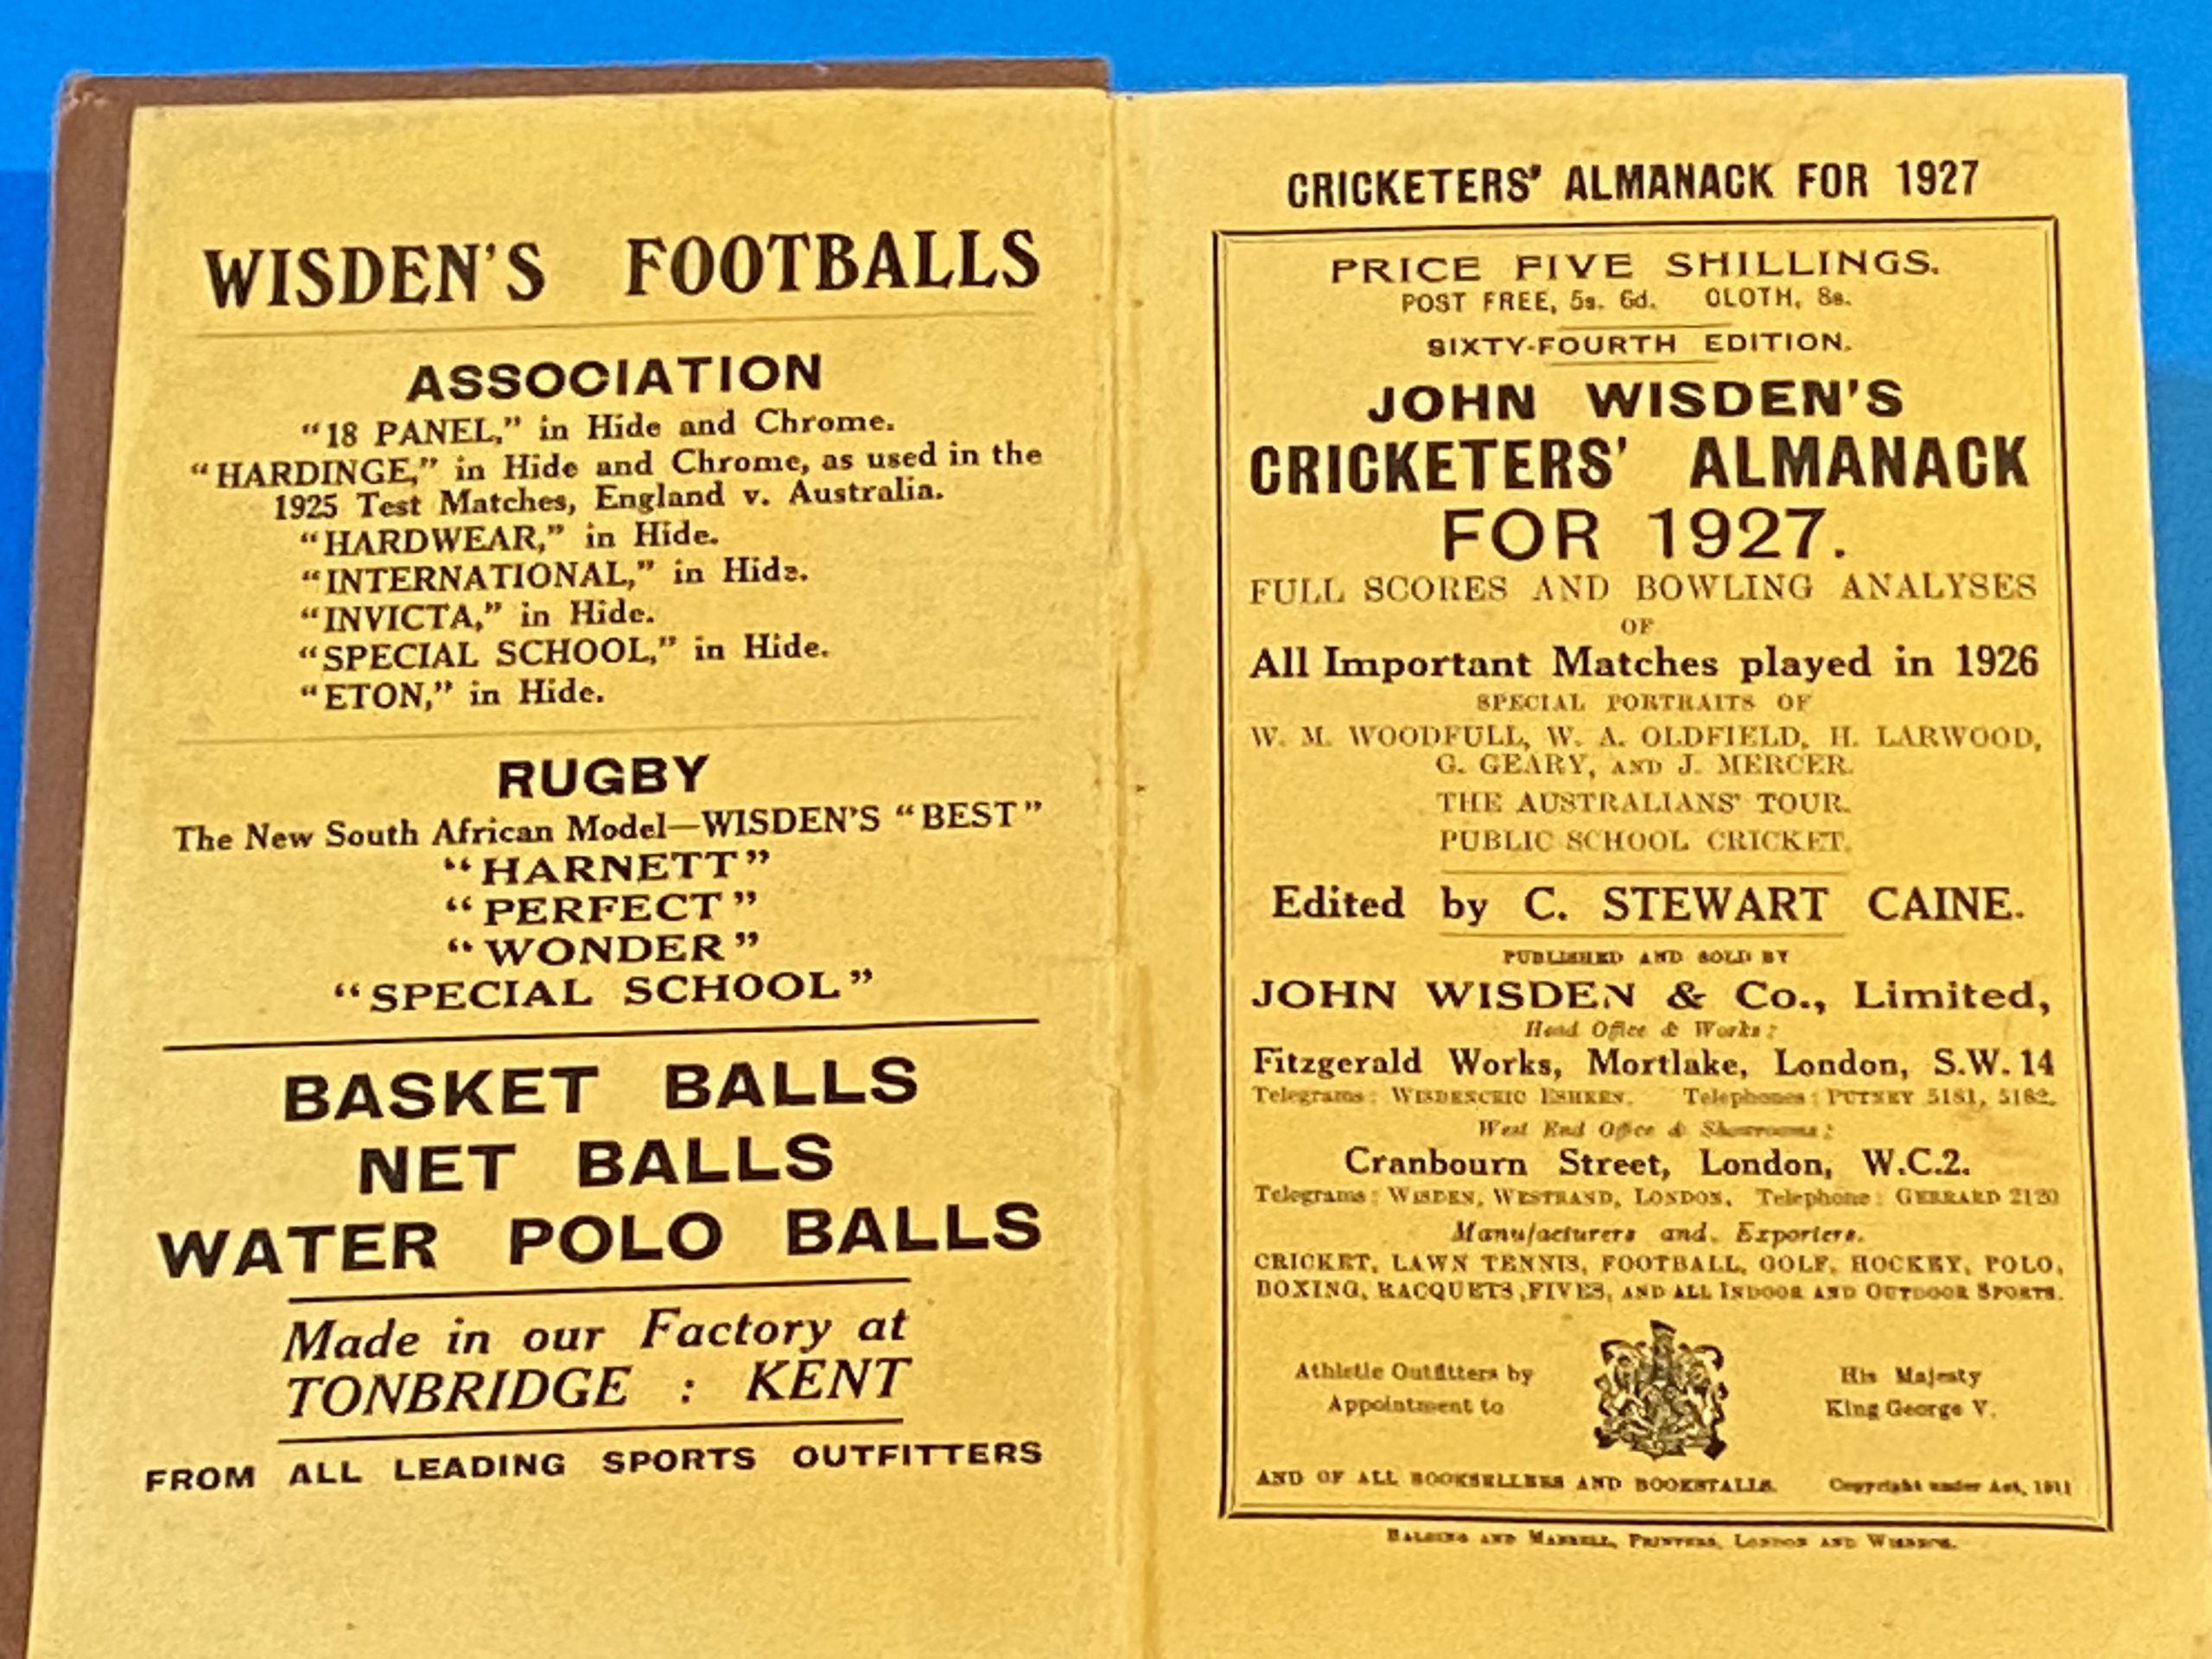 WISDEN'S FOOTBALLS
ASSOCIATION
"18 PANEL," in Hide and Chrome.
"HARDINGE," in Hide and Chrome, as used in the
1925 Test Matches, England v. Australia.
"HARDWEAR," in Hide.
"INTERNATIONAL," in Hide.
"INVICTA," in Hide.
"SPECIAL SCHOOL," in Hide.
"ETON," in Hide.
RUGBY
The New South African Model—WISDEN'S "BEST"
"HARNETT"
"PERFECT"
"WONDER"
"SPECIAL SCHOOL"
BASKET BALLS
NET BALLS
WATER POLO BALLS
Made in our Factory at
TONBRIDGE : KENT
FROM ALL LEADING SPORTS OUTFITTERS
CRICKETERS' ALMANACK FOR 1927
PRICE FIVE SHILLINGS.
POST FREE, 5s. 6d. CLOTH, 8s.
SIXTY-FOURTH EDITION.
JOHN WISDEN'S
CRICKETERS' ALMANACK
FOR 1927.
FULL SCORES AND BOWLING ANALYSES
OF
All Important Matches played in 1926
SPECIAL PORTRAITS OF
W. M. WOODFULL, W. A. OLDFIELD, H. LARWOOD,
G. GEARY, AND J. MERCER.
THE AUSTRALIANS' TOUR.
PUBLIC SCHOOL CRICKET.
Edited by C. STEWART CAINE.
PUBLISHED AND SOLD BY
JOHN WISDEN & Co., Limited,
Head Office & Works:
Fitzgerald Works, Mortlake, London, S.W. 14
Telegrams: WISDENCRIC Telephones: PUTNEY 5181, 5182.
West End Office & Showrooms:
Cranbourn Street, London, W.C.2.
Telegrams: WISDEN, WESTRAND, LONDON. Telephone: GERRARD 2120
Manufacturers and Exporters.
CRICKET, LAWN TENNIS, FOOTBALL, GOLF, HOCKEY, POLO,
BOXING, RACQUETS, FIVES, AND ALL INDOOR AND OUTDOOR SPORTS.
Athletic Outfitters by His Majesty
Appointment to King George V.
AND OF ALL BOOKSELLERS AND BOOKSTALLS. Copyright under Act, 1911
AND PRINTERS, LONDON AND